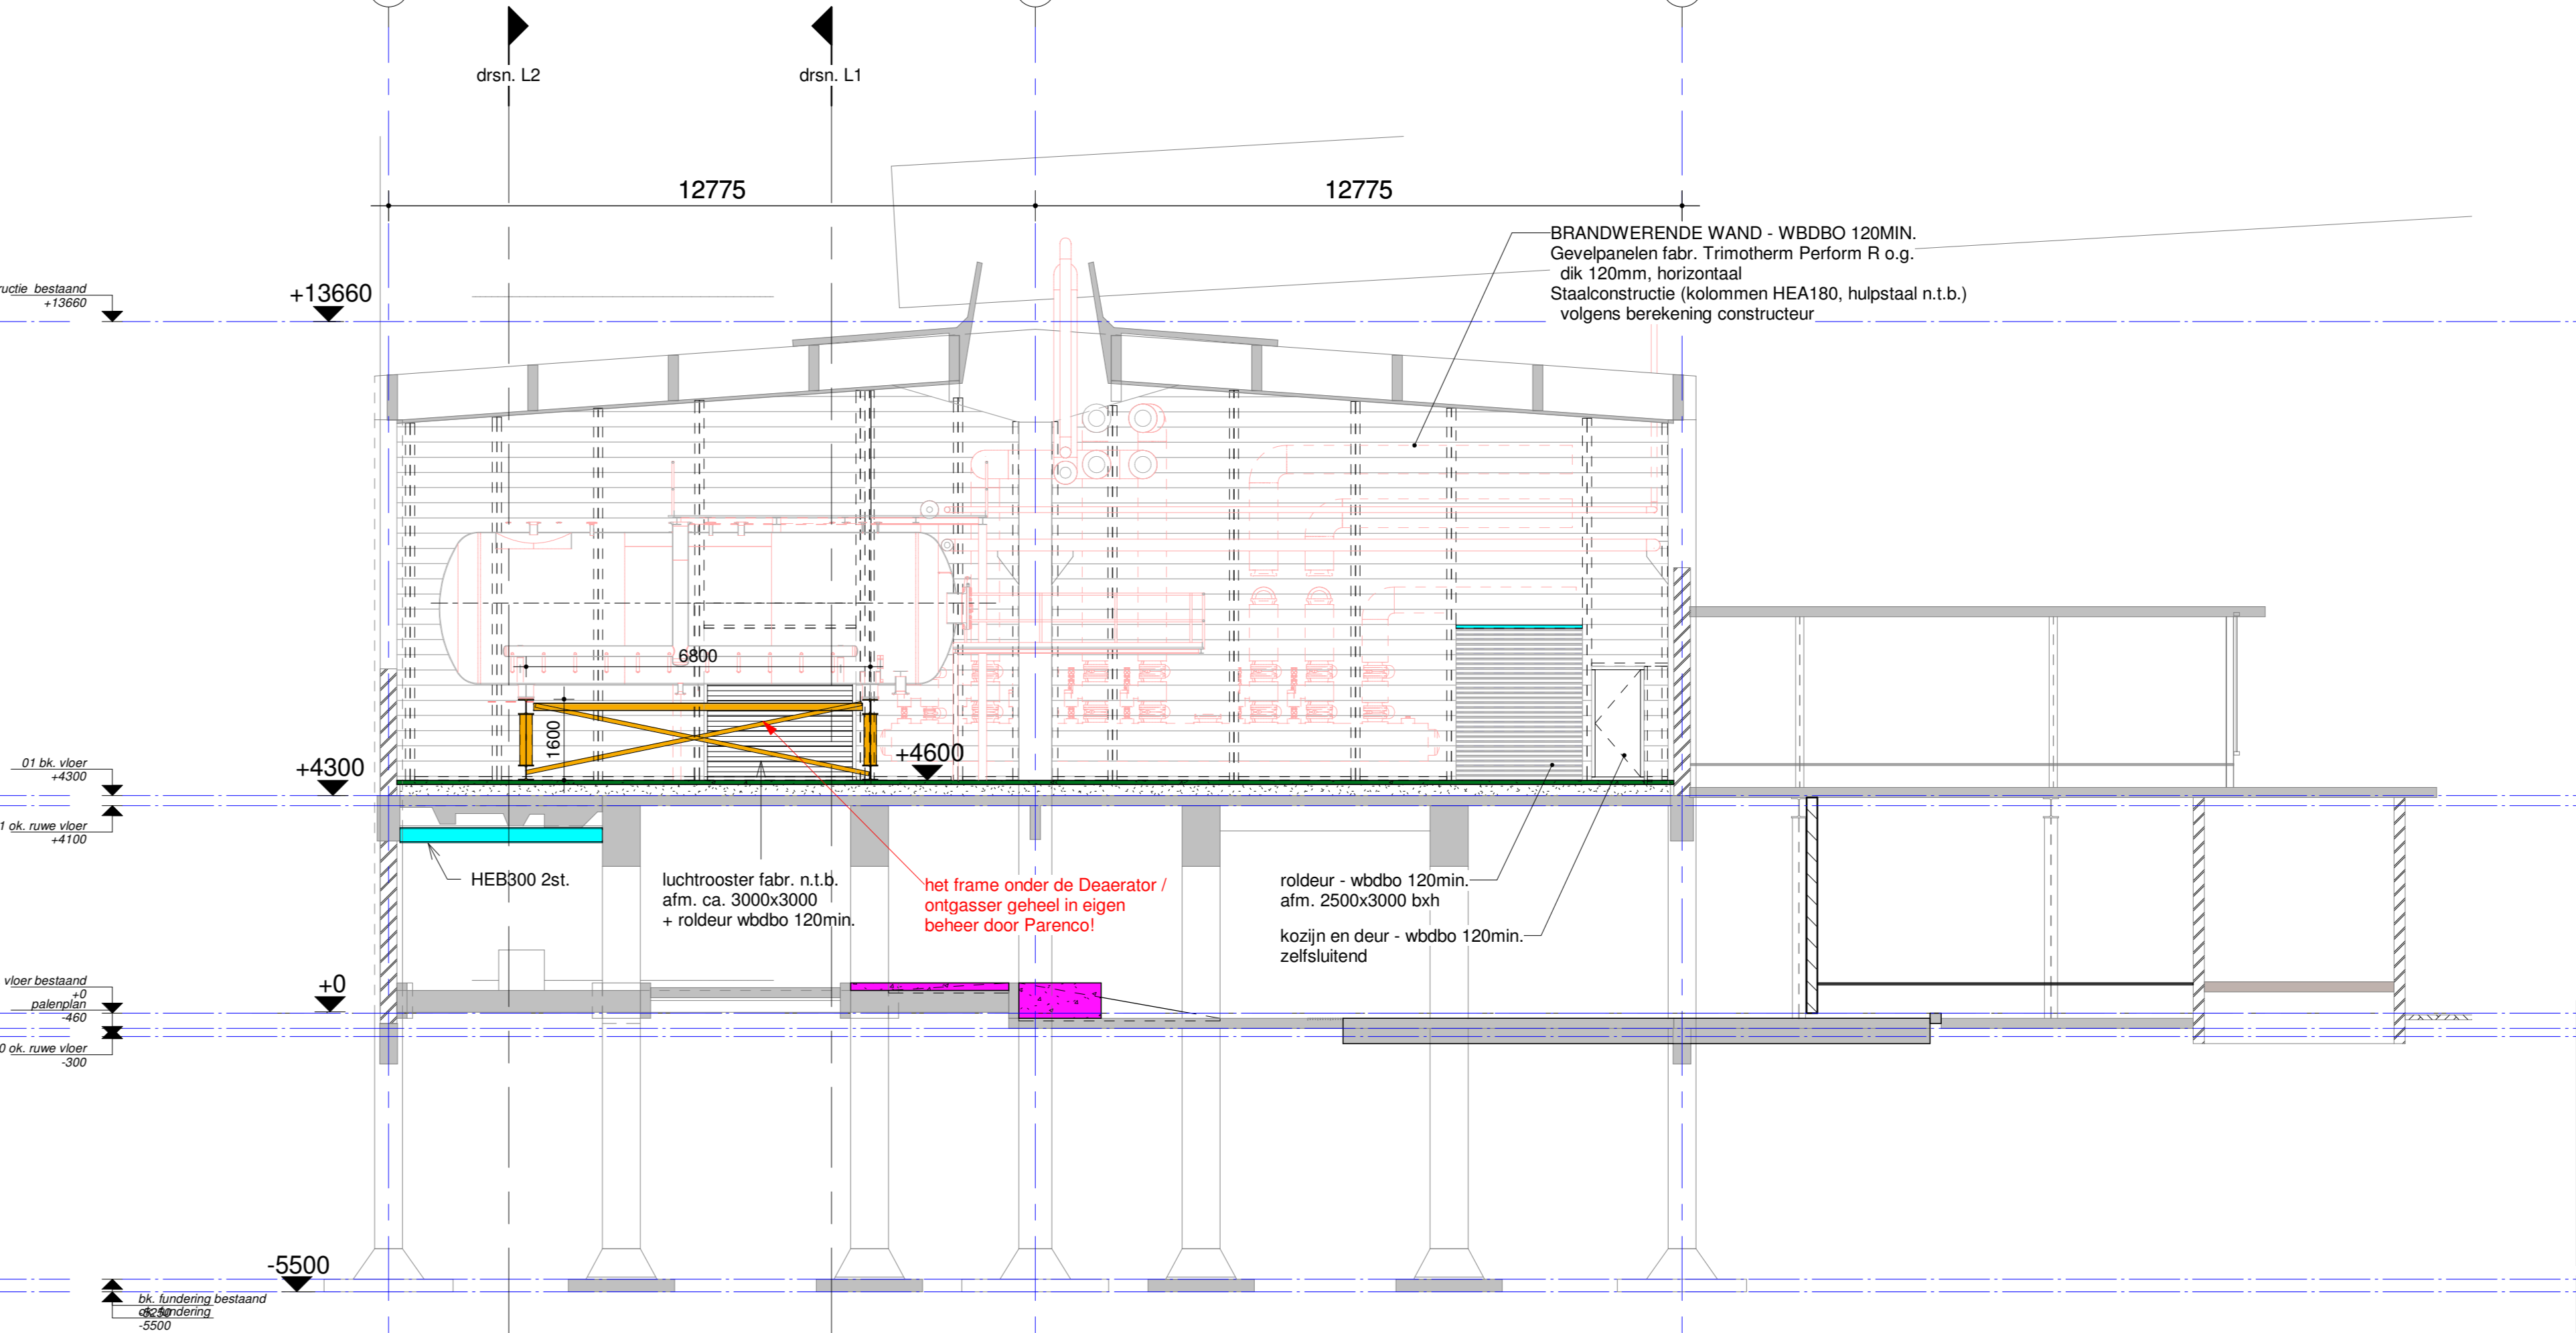 drsn. L2
drsn. L1
12775
12775
BRANDWERENDE WAND - WBDBO 120MIN.
Gevelpanelen fabr. Trimotherm Perform R o.g.
dik 120mm, horizontaal
Staalconstructie (kolommen HEA180, hulpstaal n.t.b.)
volgens berekening constructeur
uctie bestaand
+13660
+13660
6800
1600
+4600
01 bk. vloer
+4300
+4300
1 ok. ruwe vloer
+4100
HEB300 2st.
luchtrooster fabr. n.t.b.
afm. ca. 3000x3000
+ roldeur wbdbo 120min.
het frame onder de Deaerator /
ontgasser geheel in eigen
beheer door Parenco!
roldeur - wbdbo 120min.
afm. 2500x3000 bxh
kozijn en deur - wbdbo 120min.
zelfsluitend
vloer bestaand
+0
+0
palenplan
-460
0 ok. ruwe vloer
-300
-5500
bk. fundering bestaand
-5250
ok. fundering
-5500